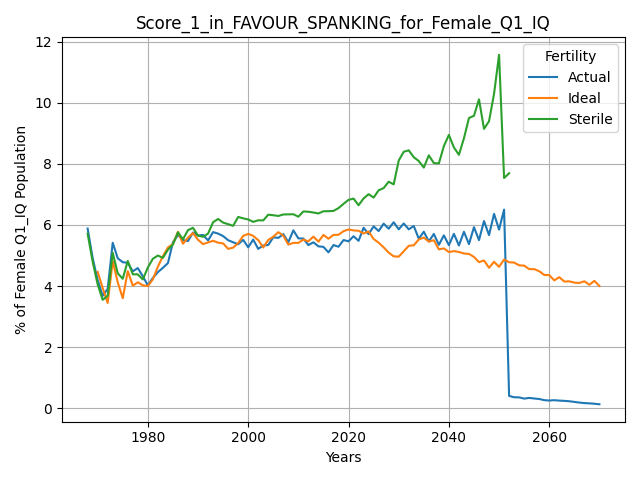 Score_1_in_FAVOUR_SPANKING_for_Female_Q1_IQ
% of Female Q1_IQ Population
12
10
8
6
4
2
0
Fertility
Actual
Ideal
Sterile
1980 2000 2020 2040 2060
Years